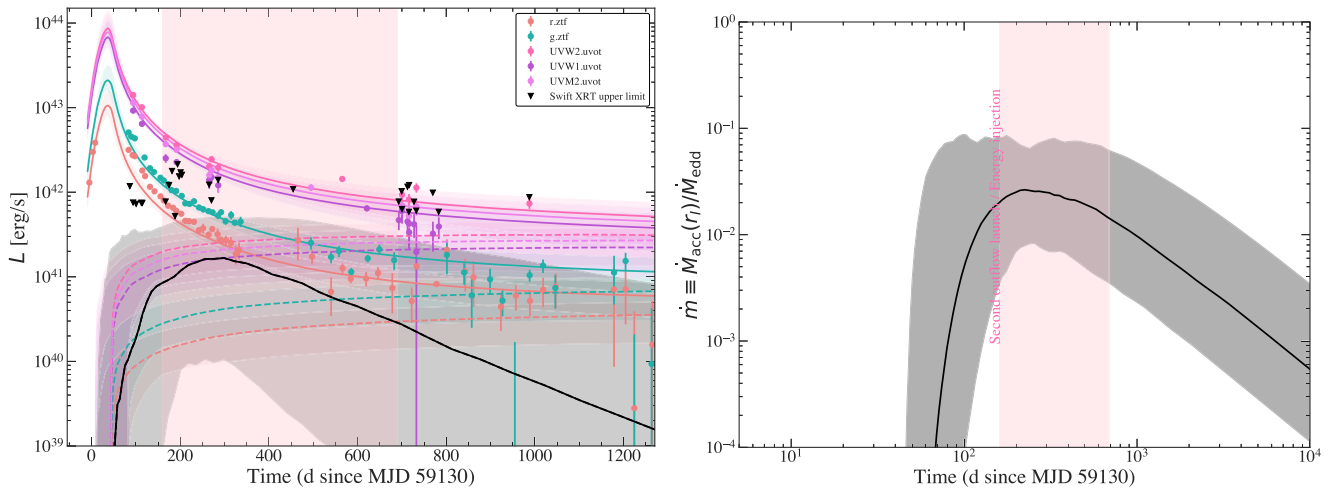 10^44
10^43
10^42
10^41
10^40
10^39
L [erg/s]
0
200
400
600
800
1000
1200
Time (d since MJD 59130)
r.ztf
g.ztf
UVW2.uvot
UVW1.uvot
UVM2.uvot
Swift XRT upper limit
10^0
10^-1
10^-2
10^-3
10^-4
ṁ ≡ Ṁ_acc(r_l)/Ṁ_edd
Second outflow launch: Energy injection
10^1
10^2
10^3
10^4
Time (d since MJD 59130)